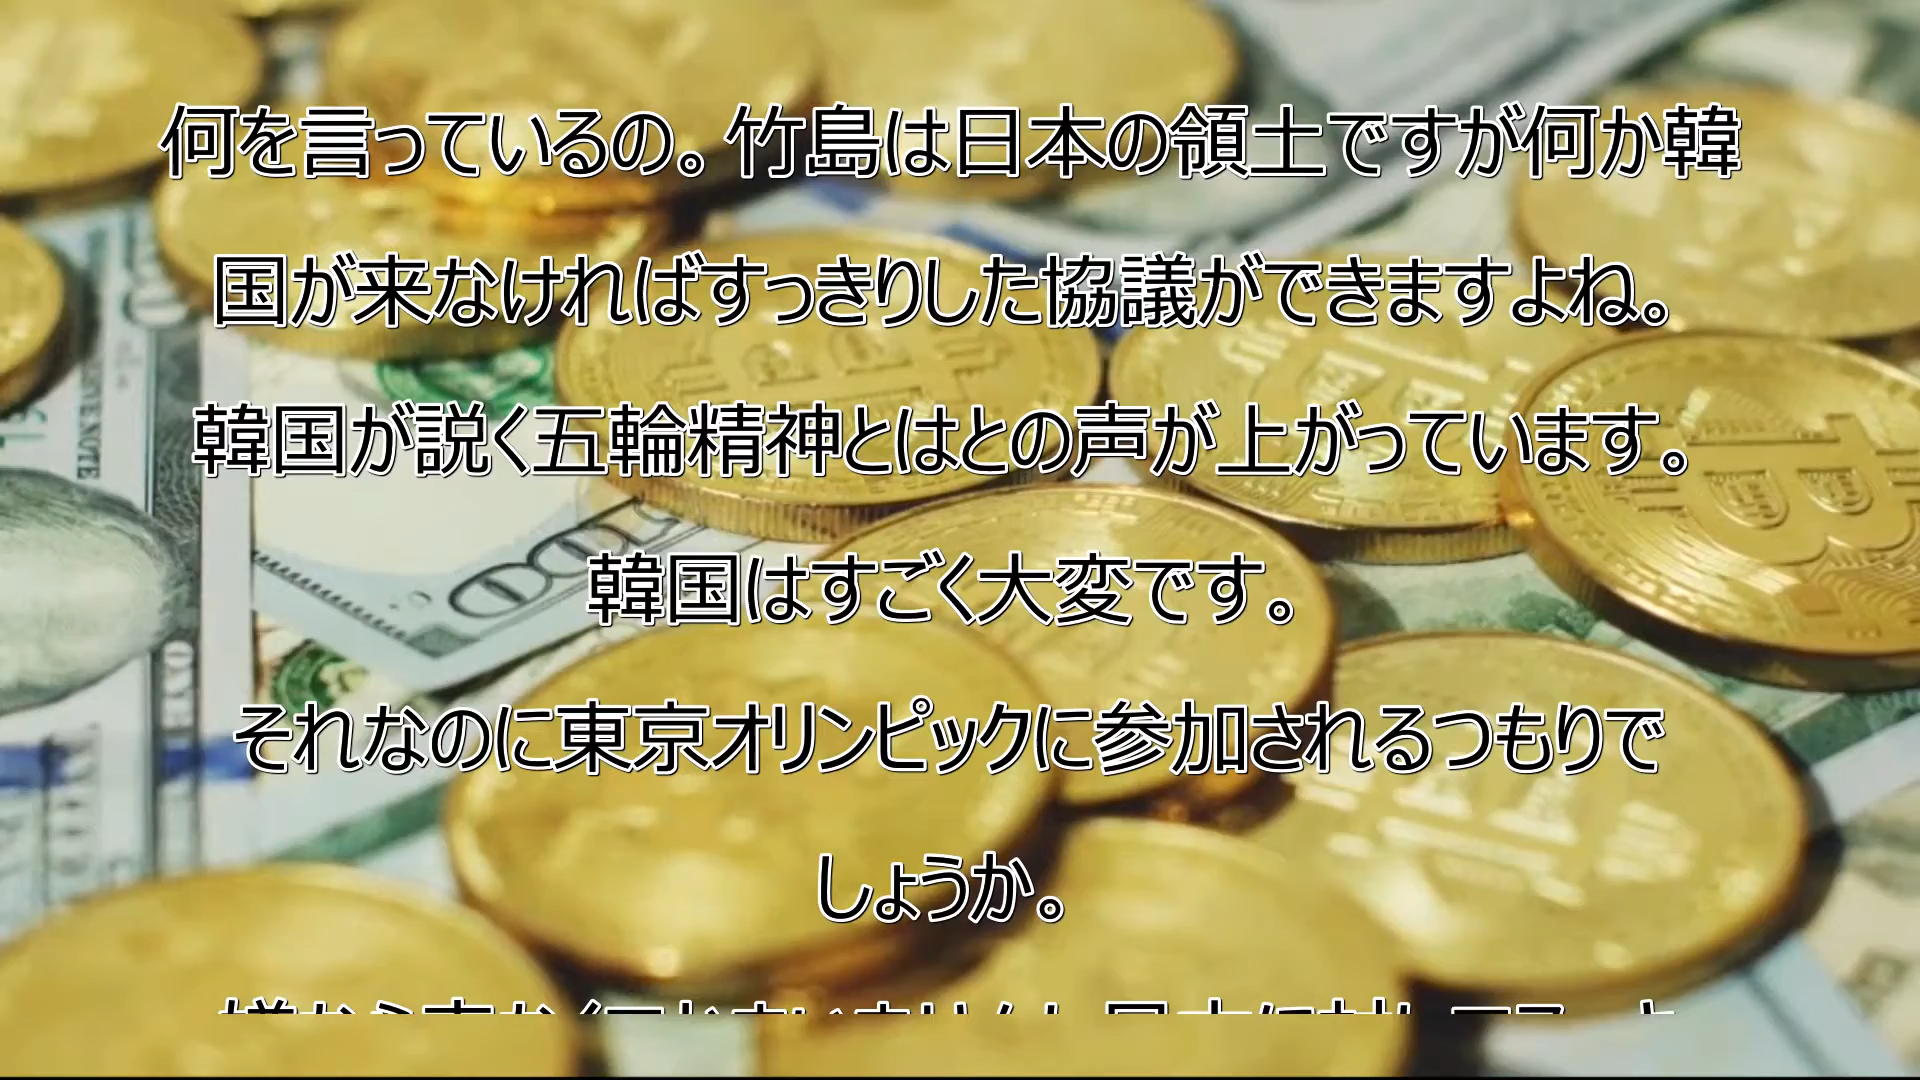 何を言っているの。竹島は日本の領土ですが何か韓
国が来なければすっきりした協議ができますよね。
韓国が説く五輪精神とはとの声が上がっています。
韓国はすごく大変です。
それなのに東京オリンピックに参加されるつもりで
しょうか。